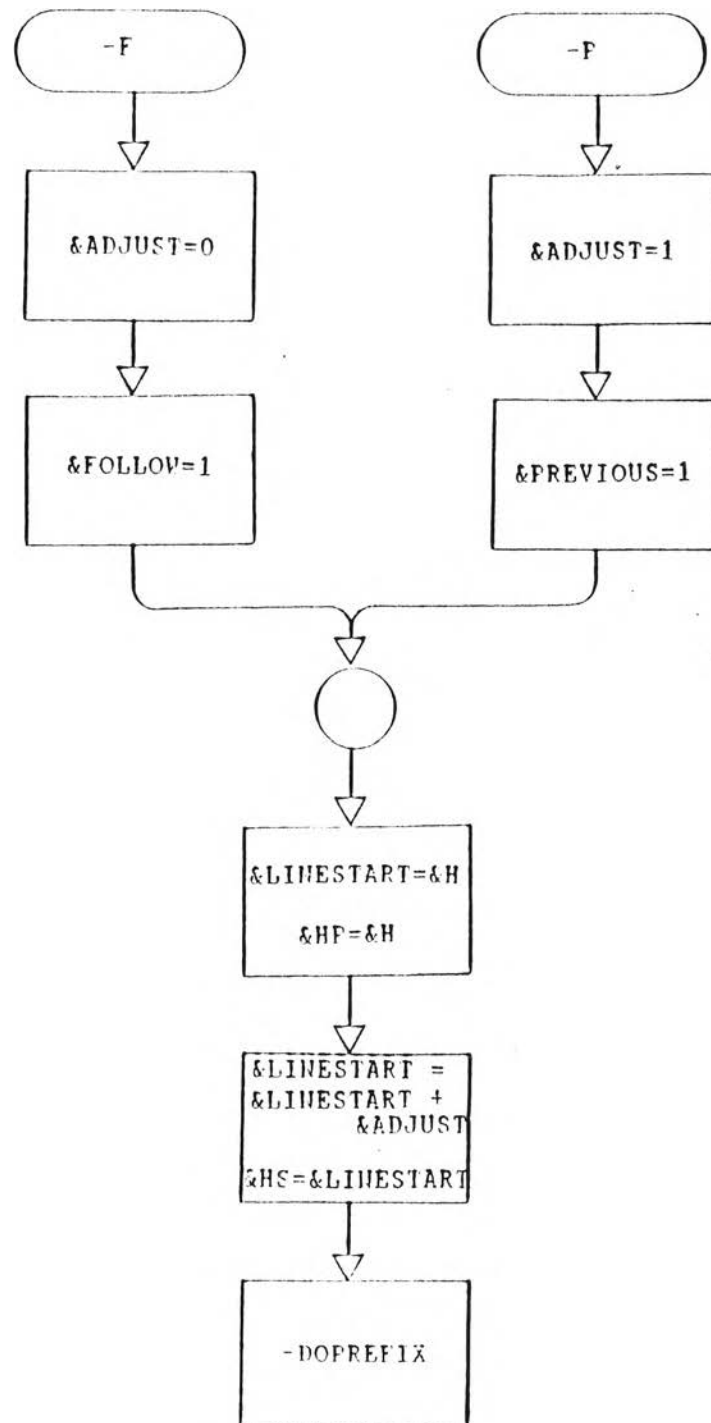 -F
-P
&ADJUST=0
&ADJUST=1
&FOLLOW=1
&PREVIOUS=1
&LINESTART=&H
&HP=&H
&LINESTART =
&LINESTART +
&ADJUST
&HS=&LINESTART
-DOPREFIX